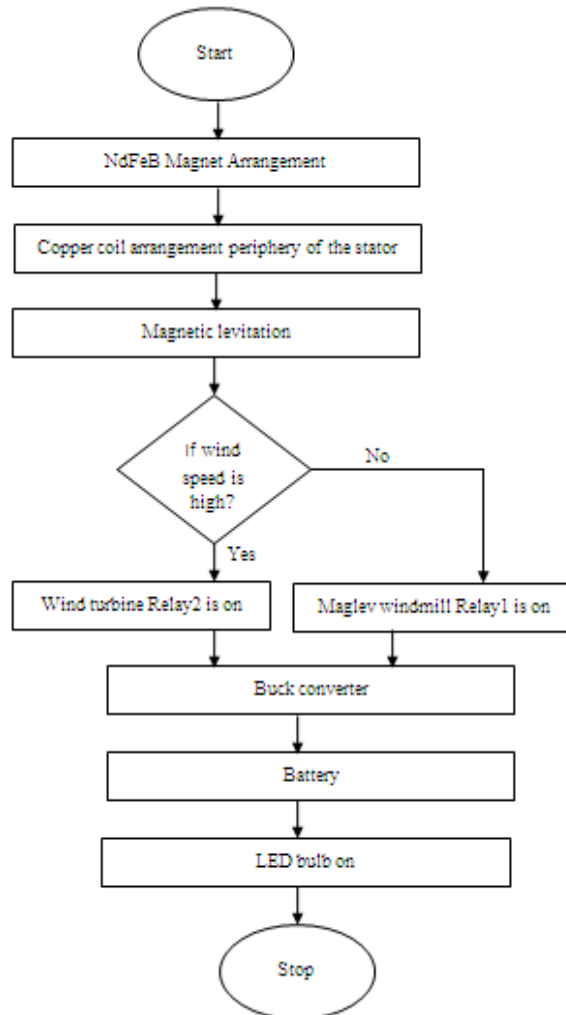 Start
NdFeB Magnet Arrangement
Copper coil arrangement periphery of the stator
Magnetic levitation
If wind
speed is
high?
No
Yes
Wind turbine Relay2 is on
Maglev windmill Relay1 is on
Buck converter
Battery
LED bulb on
Stop